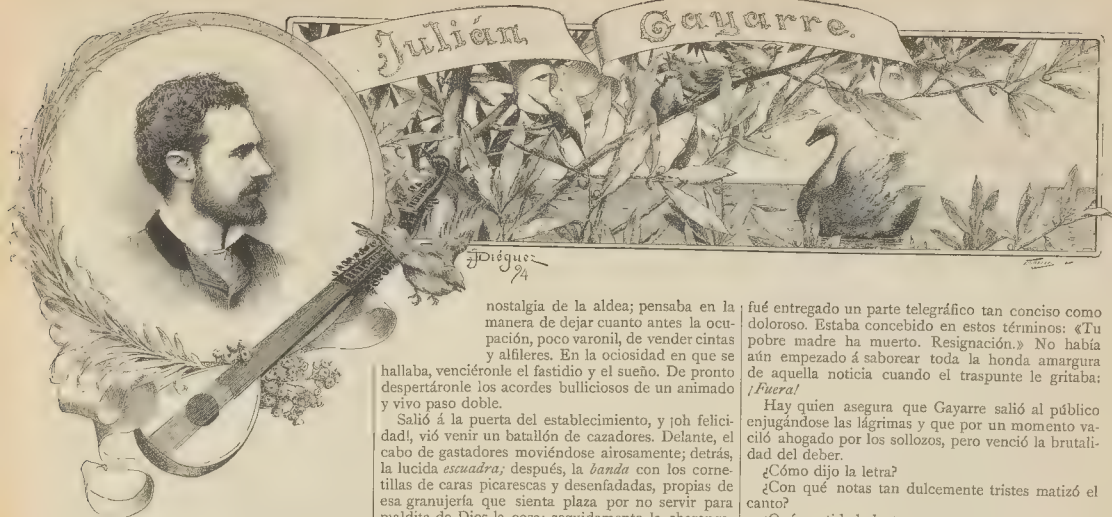 Julián Gayarre.
JDiéguez
94
nostalgia de la aldea; pensaba en la
manera de dejar cuanto antes la ocu-
pación, poco varonil, de vender cintas
y alfileres. En la ociosidad en que se
hallaba, venciéronle el fastidio y el sueño. De pronto
despertáronle los acordes bulliciosos de un animado
y vivo paso doble.
Salió á la puerta del establecimiento, y ¡oh felici-
dad!, vió venir un batallón de cazadores. Delante, el
cabo de gastadores moviéndose airosamente; detrás,
la lucida escuadra; después, la banda con los corne-
tillas de caras picarescas y desenfadadas, propias de
esa granujería que sienta plaza por no servir para
fué entregado un parte telegráfico tan conciso como
doloroso. Estaba concebido en estos términos: «Tu
pobre madre ha muerto. Resignación.» No había
aún empezado á saborear toda la honda amargura
de aquella noticia cuando el traspunte le gritaba:
¡Fuera!
Hay quien asegura que Gayarre salió al público
enjugándose las lágrimas y que por un momento va-
ciló ahogado por los sollozos, pero venció la brutali-
dad del deber.
¿Cómo dijo la letra?
¿Con qué notas tan dulcemente tristes matizó el
canto?